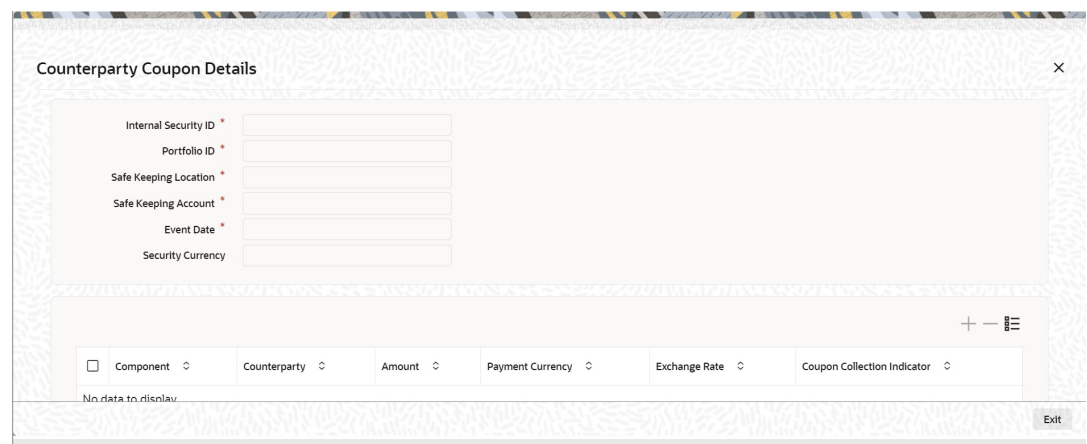 Counterparty Coupon Details
Internal Security ID *
Portfolio ID *
Safe Keeping Location *
Safe Keeping Account *
Event Date *
Security Currency
Component Counterparty Amount Payment Currency Exchange Rate Coupon Collection Indicator
No data to display
Exit